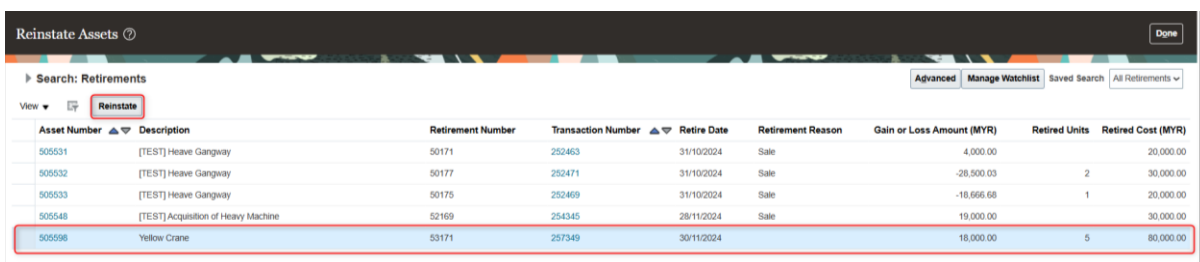 Reinstate Assets
Done
Search: Retirements
Advanced Manage Watchlist Saved Search All Retirements
View Reinstate
Asset Number Description Retirement Number Transaction Number Retire Date Retirement Reason Gain or Loss Amount (MYR) Retired Units Retired Cost (MYR)
505531 [TEST] Heave Gangway 50171 252463 31/10/2024 Sale 4,000.00 20,000.00
505532 [TEST] Heave Gangway 50177 252471 31/10/2024 Sale -28,500.03 2 30,000.00
505533 [TEST] Heave Gangway 50175 252469 31/10/2024 Sale -18,666.68 1 20,000.00
505548 [TEST] Acquisition of Heavy Machine 52169 254345 28/11/2024 Sale 19,000.00 30,000.00
505598 Yellow Crane 53171 257349 30/11/2024 18,000.00 5 80,000.00